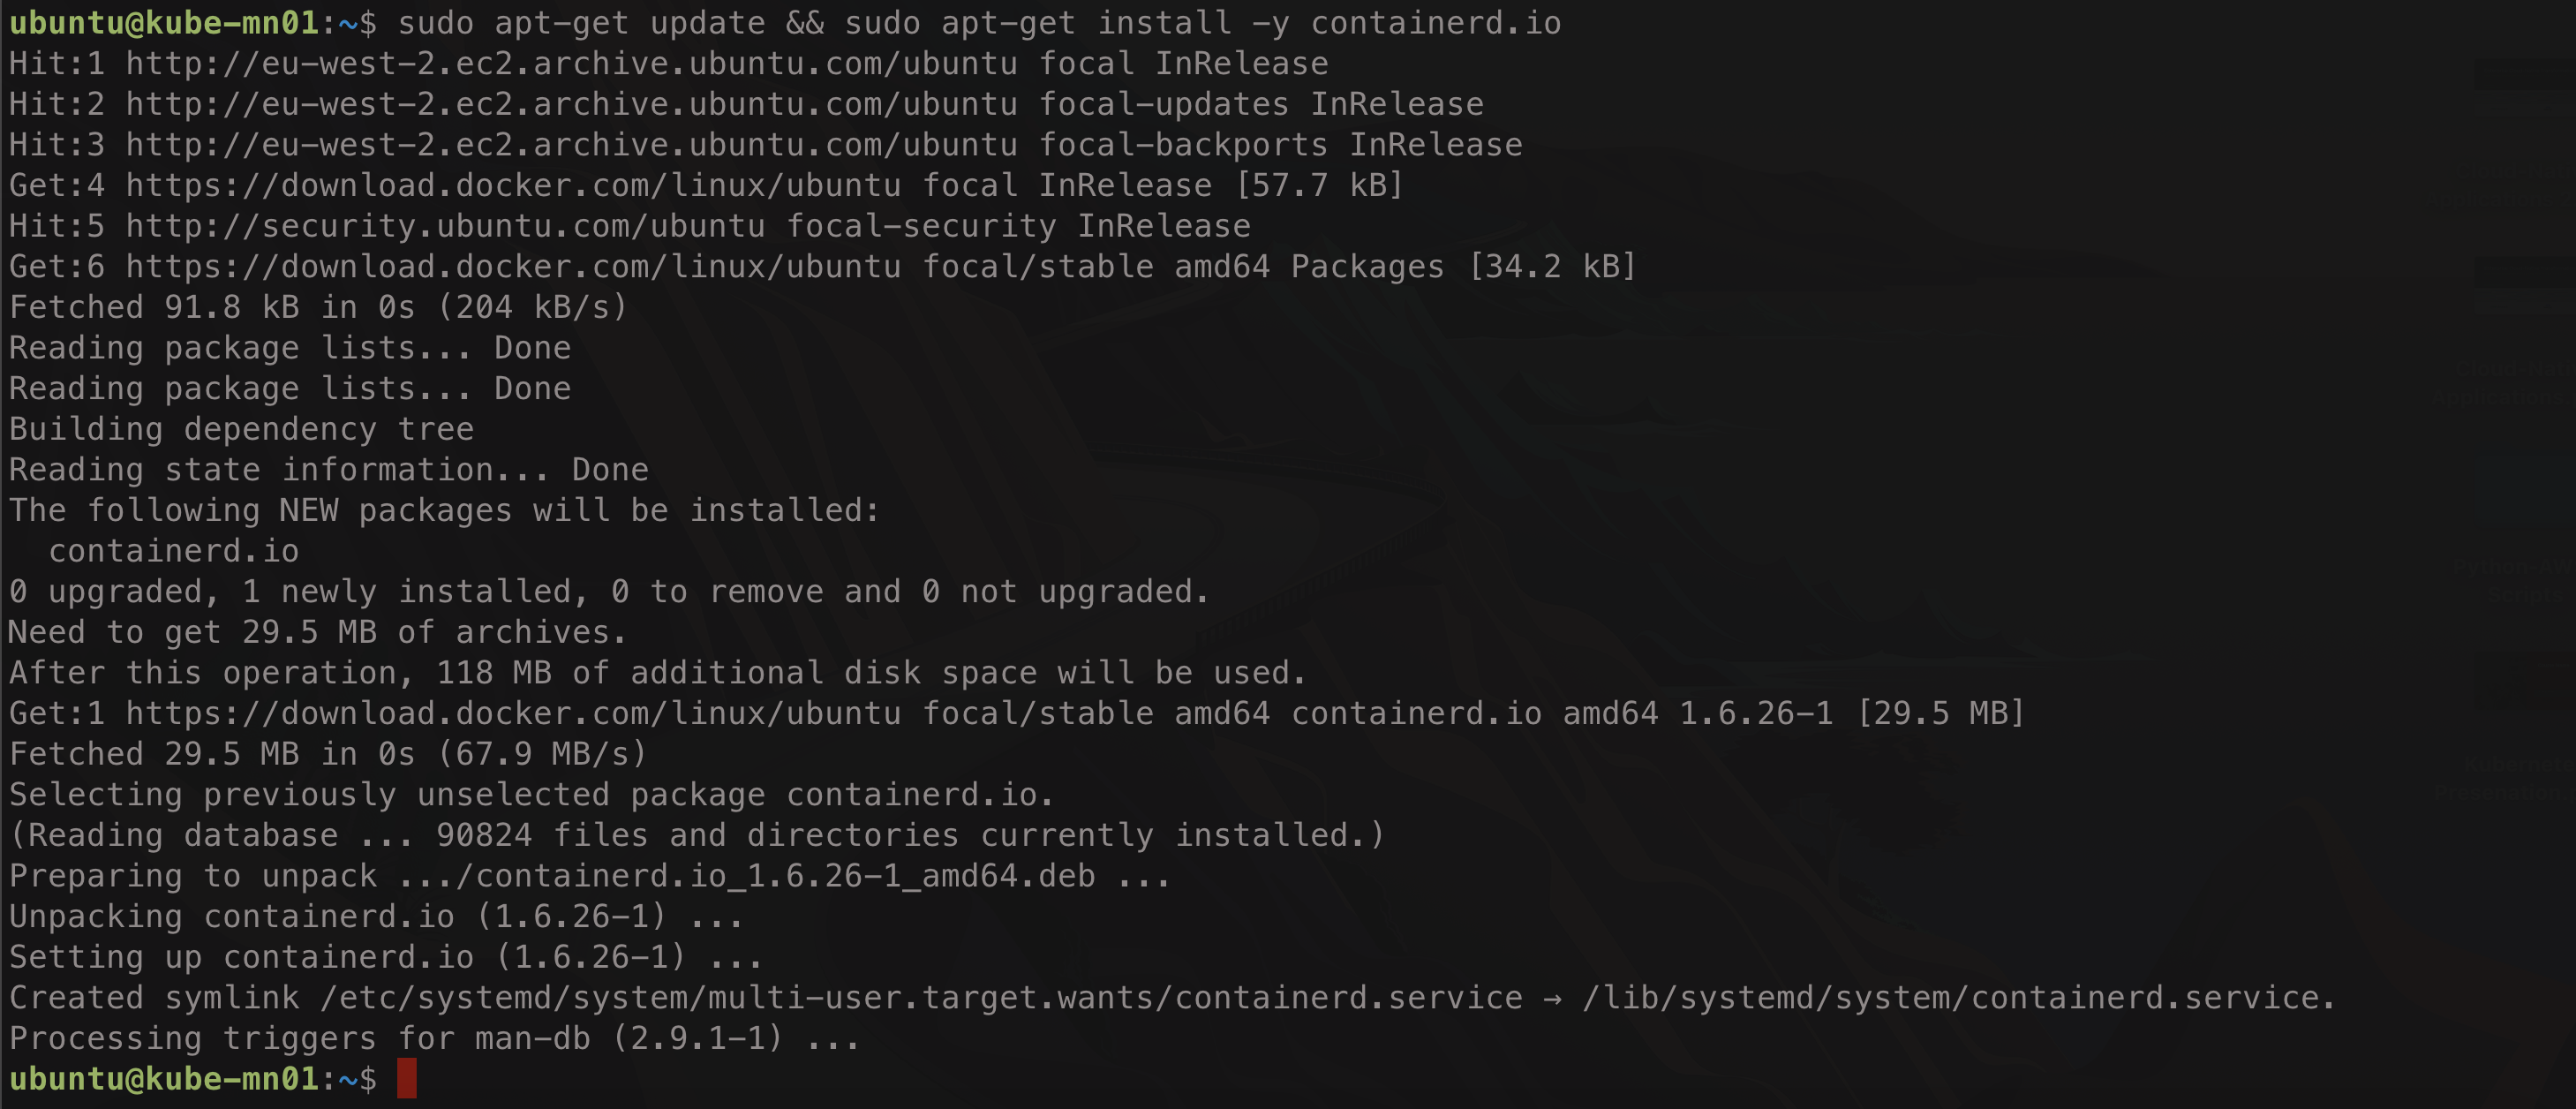 ubuntu@kube-mn01:~$ sudo apt-get update && sudo apt-get install -y containerd.io
Hit:1 http://eu-west-2.ec2.archive.ubuntu.com/ubuntu focal InRelease
Hit:2 http://eu-west-2.ec2.archive.ubuntu.com/ubuntu focal-updates InRelease
Hit:3 http://eu-west-2.ec2.archive.ubuntu.com/ubuntu focal-backports InRelease
Get:4 https://download.docker.com/linux/ubuntu focal InRelease [57.7 kB]
Hit:5 http://security.ubuntu.com/ubuntu focal-security InRelease
Get:6 https://download.docker.com/linux/ubuntu focal/stable amd64 Packages [34.2 kB]
Fetched 91.8 kB in 0s (204 kB/s)
Reading package lists... Done
Reading package lists... Done
Building dependency tree
Reading state information... Done
The following NEW packages will be installed:
  containerd.io
0 upgraded, 1 newly installed, 0 to remove and 0 not upgraded.
Need to get 29.5 MB of archives.
After this operation, 118 MB of additional disk space will be used.
Get:1 https://download.docker.com/linux/ubuntu focal/stable amd64 containerd.io amd64 1.6.26-1 [29.5 MB]
Fetched 29.5 MB in 0s (67.9 MB/s)
Selecting previously unselected package containerd.io.
(Reading database ... 90824 files and directories currently installed.)
Preparing to unpack .../containerd.io_1.6.26-1_amd64.deb ...
Unpacking containerd.io (1.6.26-1) ...
Setting up containerd.io (1.6.26-1) ...
Created symlink /etc/systemd/system/multi-user.target.wants/containerd.service → /lib/systemd/system/containerd.service.
Processing triggers for man-db (2.9.1-1) ...
ubuntu@kube-mn01:~$